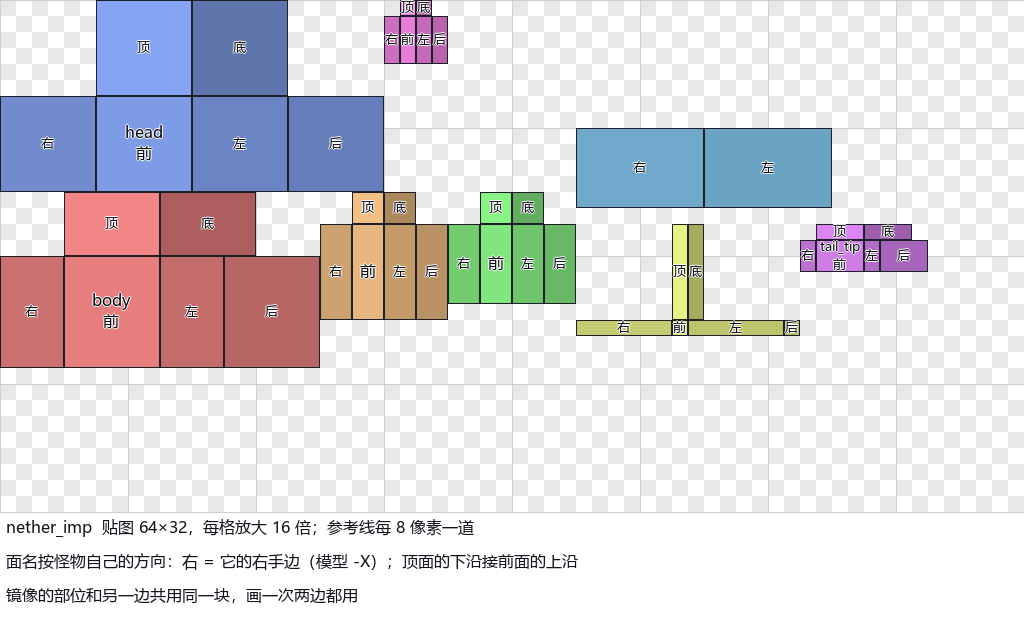 顶 底
右 前 左 后
顶 底
右 head 左 后
前
右 左
顶 底
顶 底
顶 底
右 body 左 后
前
右 前 左 后
右 前 左 后
顶 底
右 前 左 后
顶 底
右 tail_tip 左 后
前
nether_imp 贴图 64×32，每格放大 16 倍；参考线每 8 像素一道
面名按怪物自己的方向：右 = 它的右手边（模型 -X）；顶面的下沿接前面的上沿
镜像的部位和另一边共用同一块，画一次两边都用